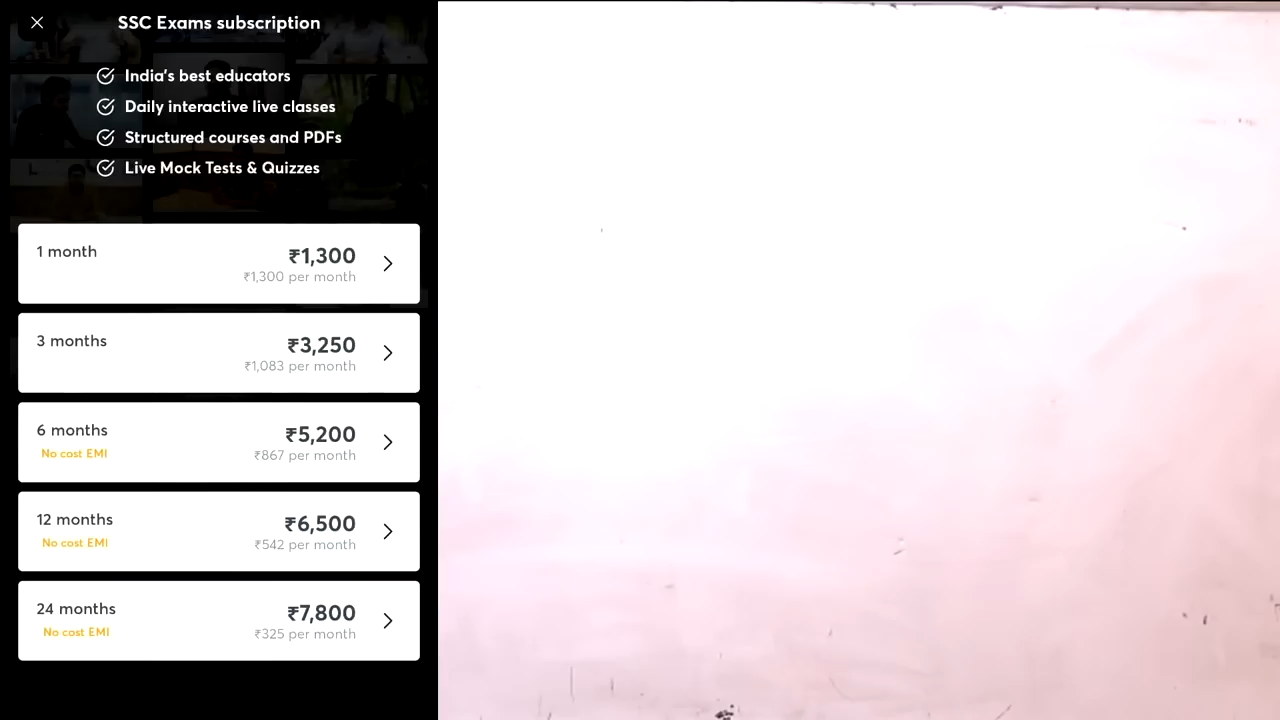 SSC Exams subscription
India's best educators
Daily interactive live classes
Structured courses and PDFs
Live Mock Tests & Quizzes
1 month
₹1,300
₹1,300 per month
3 months
₹3,250
₹1,083 per month
6 months
₹5,200
No cost EMI
₹867 per month
12 months
₹6,500
No cost EMI
₹542 per month
24 months
₹7,800
No cost EMI
₹325 per month